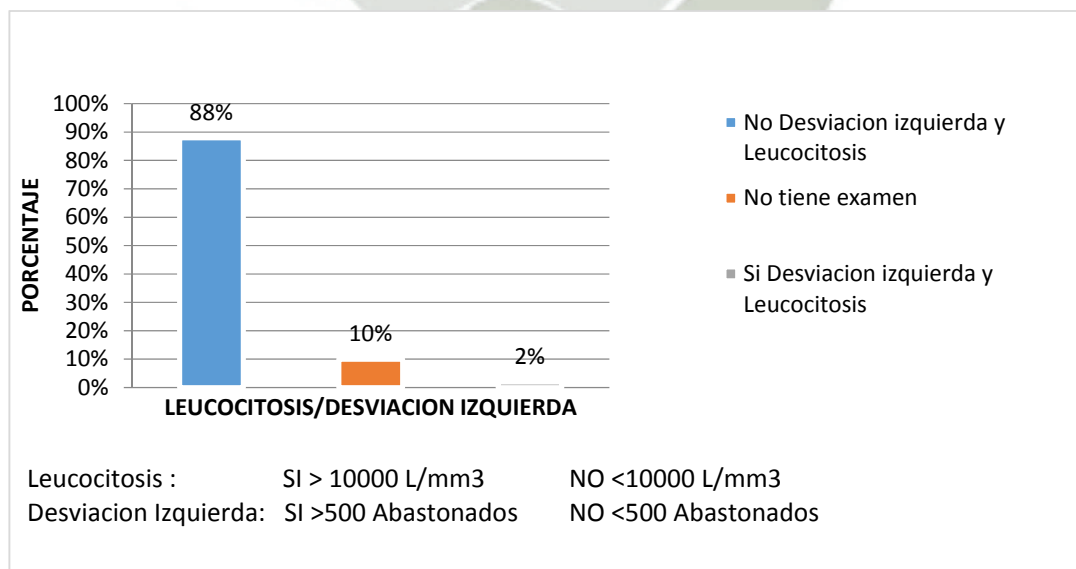 100%
90%
80%
70%
60%
50%
40%
30%
20%
10%
0%
PORCENTAJE
88%
10%
2%
LEUCOCITOSIS/DESVIACION IZQUIERDA
No Desviacion izquierda y
Leucocitosis
No tiene examen
Si Desviacion izquierda y
Leucocitosis
Leucocitosis : SI > 10000 L/mm3 NO <10000 L/mm3
Desviacion Izquierda: SI >500 Abastonados NO <500 Abastonados